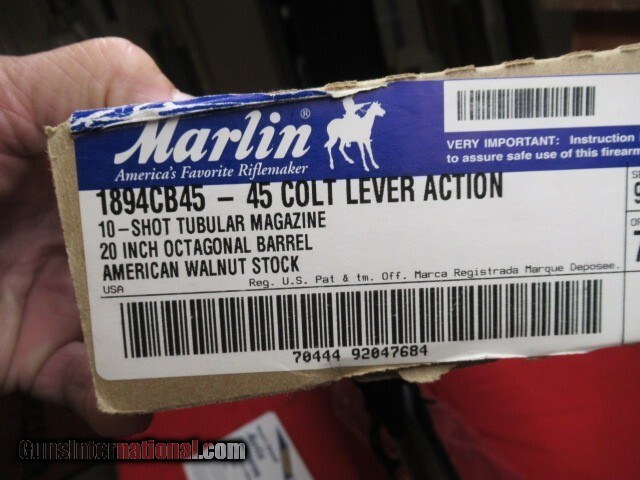 Marlin®
America's Favorite Riflemaker
VERY IMPORTANT: Instruction
to assure safe use of this firearm
1894CB45 - 45 COLT LEVER ACTION
10-SHOT TUBULAR MAGAZINE
20 INCH OCTAGONAL BARREL
AMERICAN WALNUT STOCK
USA
Reg. U.S. Pat & tm. Off. Marca Registrada Marque Deposee.
70444 92047684
GunsInternational.com